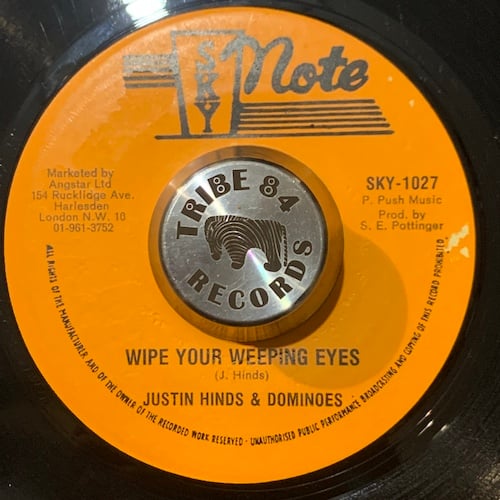 SKY Note
Marketed by
Angstar Ltd
154 Rucklidge Ave.
Harlesden
London N.W. 10
01-961-3752
SKY-1027
P. Push Music
Prod. by
S. E. Pottinger
TRIBE 84
RECORDS
WIPE YOUR WEEPING EYES
(J. Hinds)
JUSTIN HINDS & DOMINOES
ALL RIGHTS OF THE MANUFACTURER AND OF THE OWNER OF THE RECORDED WORK RESERVED - UNAUTHORISED PUBLIC PERFORMANCE BROADCASTING AND COPYING OF THIS RECORD PROHIBITED